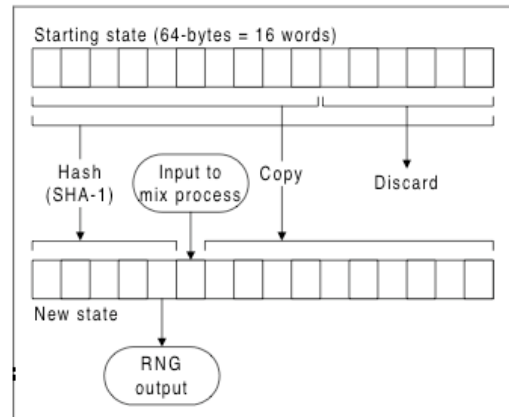 Starting state (64-bytes = 16 words)
Hash
(SHA-1)
Input to
mix process
Copy
Discard
New state
RNG
output